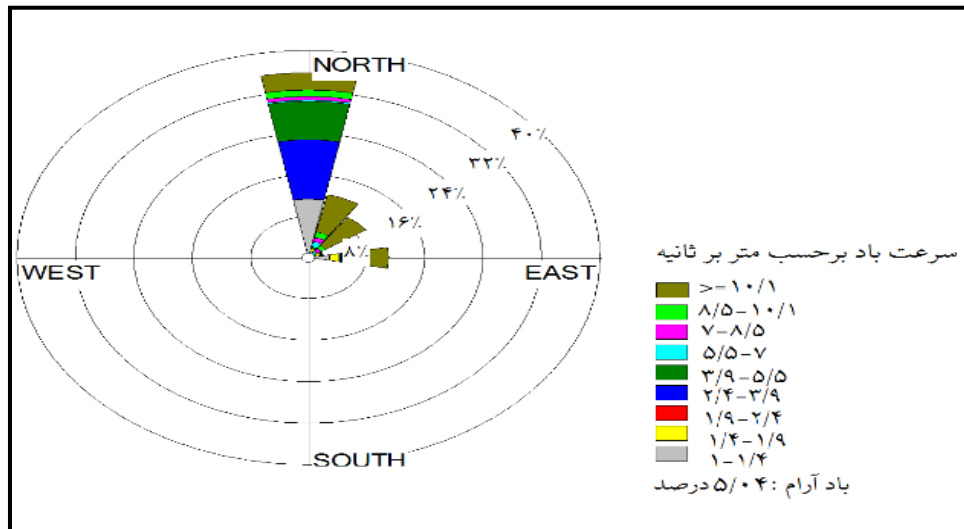 NORTH
۴۰٪
۳۲٪
۲۴٪
۱۶٪
۸٪
WEST
EAST
SOUTH
سرعت باد برحسب متر بر ثانیه
>=۱۰/۱
۸/۵-۱۰/۱
۷-۸/۵
۵/۵-۷
۳/۹-۵/۵
۲/۴-۳/۹
۱/۹-۲/۴
۱/۴-۱/۹
۱-۱/۴
باد آرام :۵/۰۴ درصد